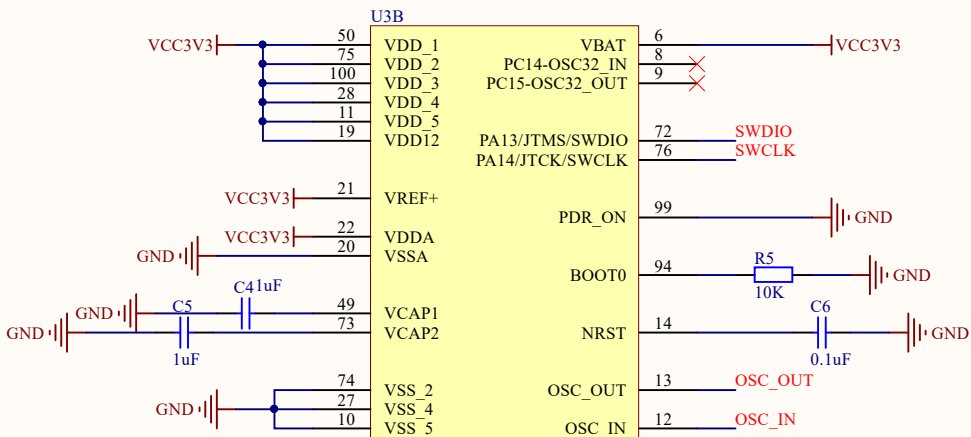 U3B
VCC3V3 50 VDD_1 VBAT 6 VCC3V3
75 VDD_2 PC14-OSC32_IN 8
100 VDD_3 PC15-OSC32_OUT 9
28 VDD_4
11 VDD_5
19 VDD12 PA13/JTMS/SWDIO 72 SWDIO
PA14/JTCK/SWCLK 76 SWCLK
VCC3V3 21 VREF+
PDR_ON 99 GND
VCC3V3 22 VDDA
GND 20 VSSA
BOOT0 94 R5 GND
10K
GND C4 1uF 49 VCAP1
GND C5 73 VCAP2 NRST 14 C6 GND
1uF 0.1uF
74 VSS_2 OSC_OUT 13 OSC_OUT
GND 27 VSS_4
10 VSS_5 OSC_IN 12 OSC_IN